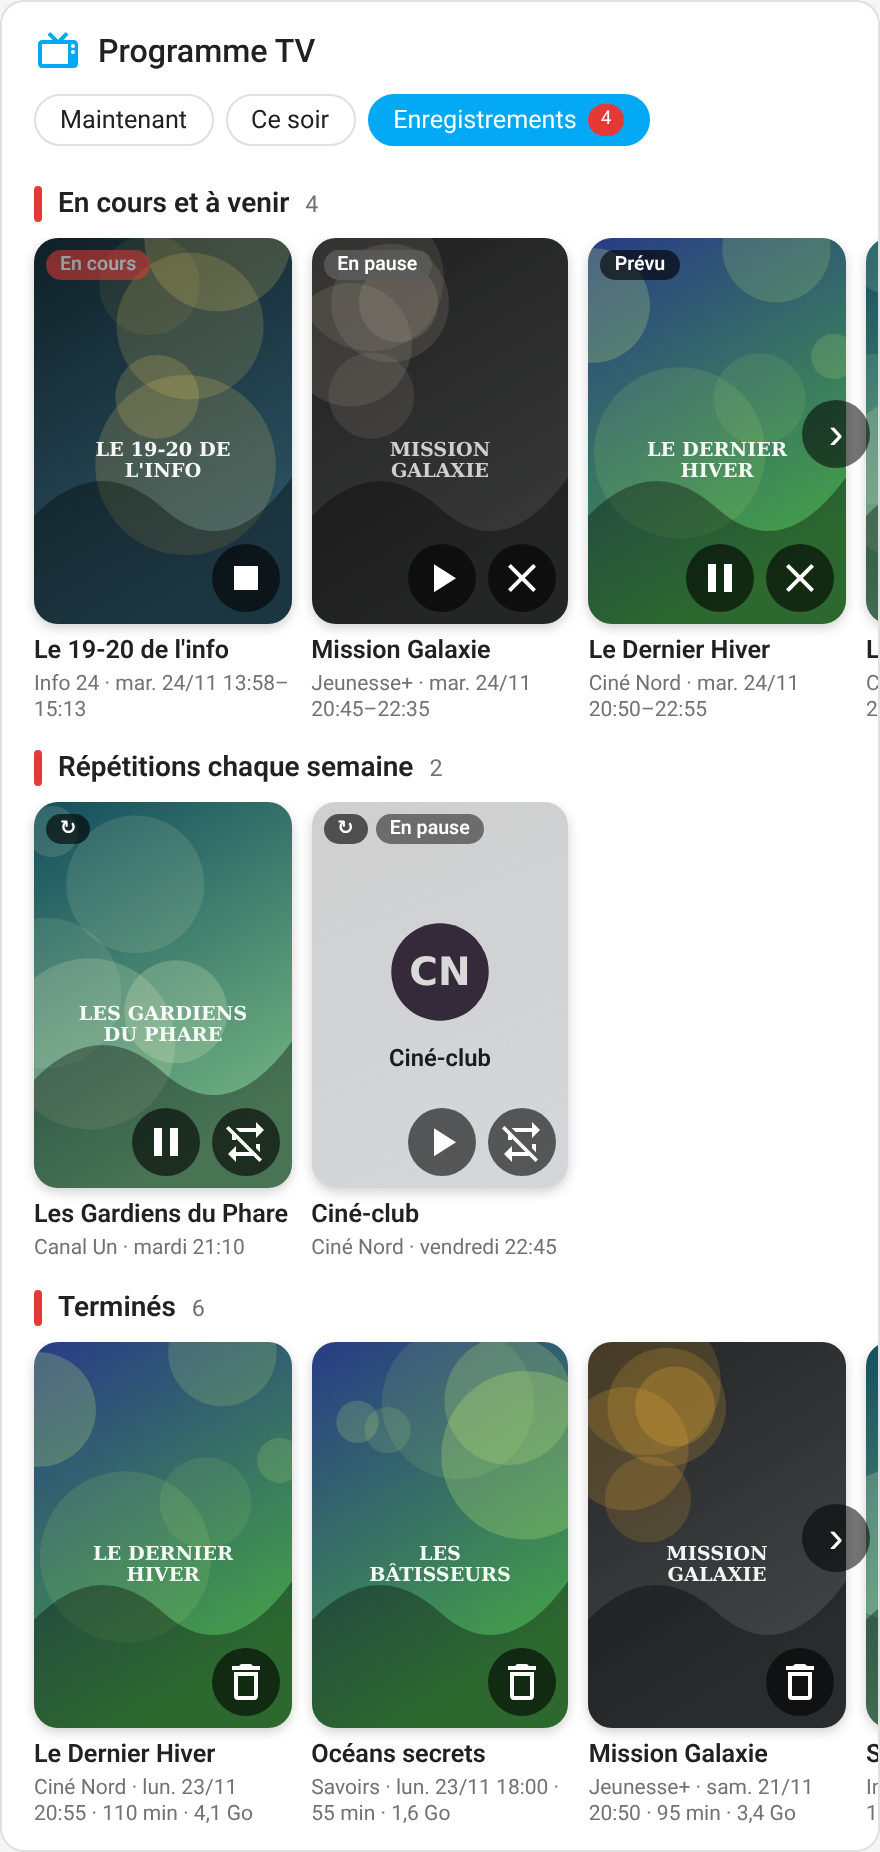 Programme TV
Maintenant
Ce soir
Enregistrements 4
En cours et à venir 4
En cours
LE 19-20 DE
L'INFO
En pause
MISSION
GALAXIE
Prévu
LE DERNIER
HIVER
Le 19-20 de l'info
Info 24 · mar. 24/11 13:58–
15:13
Mission Galaxie
Jeunesse+ · mar. 24/11
20:45–22:35
Le Dernier Hiver
Ciné Nord · mar. 24/11
20:50–22:55
L
C
2
Répétitions chaque semaine 2
LES GARDIENS
DU PHARE
En pause
CN
Ciné-club
Les Gardiens du Phare
Canal Un · mardi 21:10
Ciné-club
Ciné Nord · vendredi 22:45
Terminés 6
LE DERNIER
HIVER
LES
BÂTISSEURS
MISSION
GALAXIE
Le Dernier Hiver
Ciné Nord · lun. 23/11
20:55 · 110 min · 4,1 Go
Océans secrets
Savoirs · lun. 23/11 18:00 ·
55 min · 1,6 Go
Mission Galaxie
Jeunesse+ · sam. 21/11
20:50 · 95 min · 3,4 Go
S
In
1